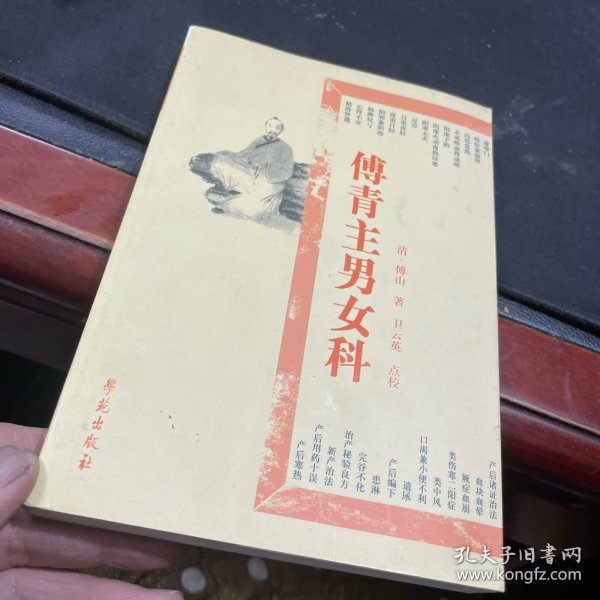 傅青主男女科
清·傅山 著 卫云英 点校
學苑出版社
产后诸证治法
血块血晕
厥症血崩
类伤寒二阳症
类中风
口渴兼小便不利
遗尿
产后编下
患淋
完谷不化
治产秘验良方
新产治法
产后用药十误
产后寒热
孔夫子旧书网
www.kongfz.com